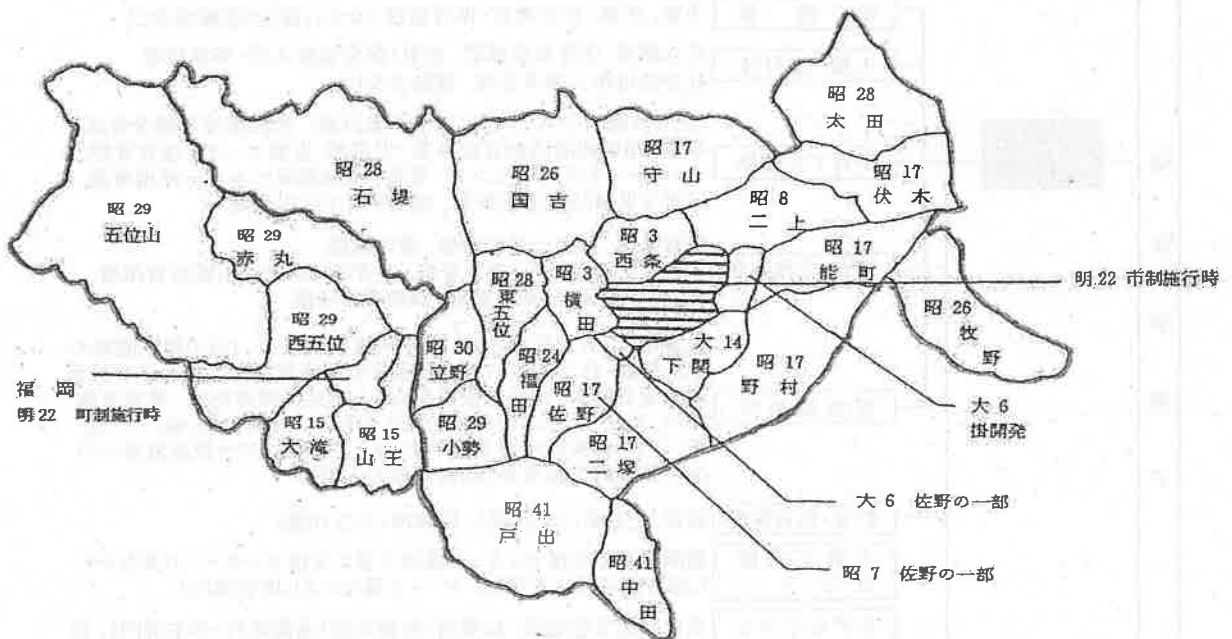 昭 28
太 田
昭 17
守 山
昭 17
伏 木
昭 28
石 堤
昭 26
国 吉
昭 8
二 上
昭 29
五位山
昭 29
赤 丸
昭 3
西 条
昭 17
能 町
明.22 市制施行時
昭 28
東五位
昭 3
横田
昭 26
牧 野
昭 29
西五位
大 14
下 関
昭 30
立野
昭 24
福田
昭 17
野 村
福 岡
明22 町制施行時
昭 17
佐 野
大 6
掛開発
昭 15
大 滝
昭 15
山 王
昭 29
小勢
昭 17
二 塚
大 6 佐野の一部
昭 41
戸 出
昭 7 佐野の一部
昭 41
中 田